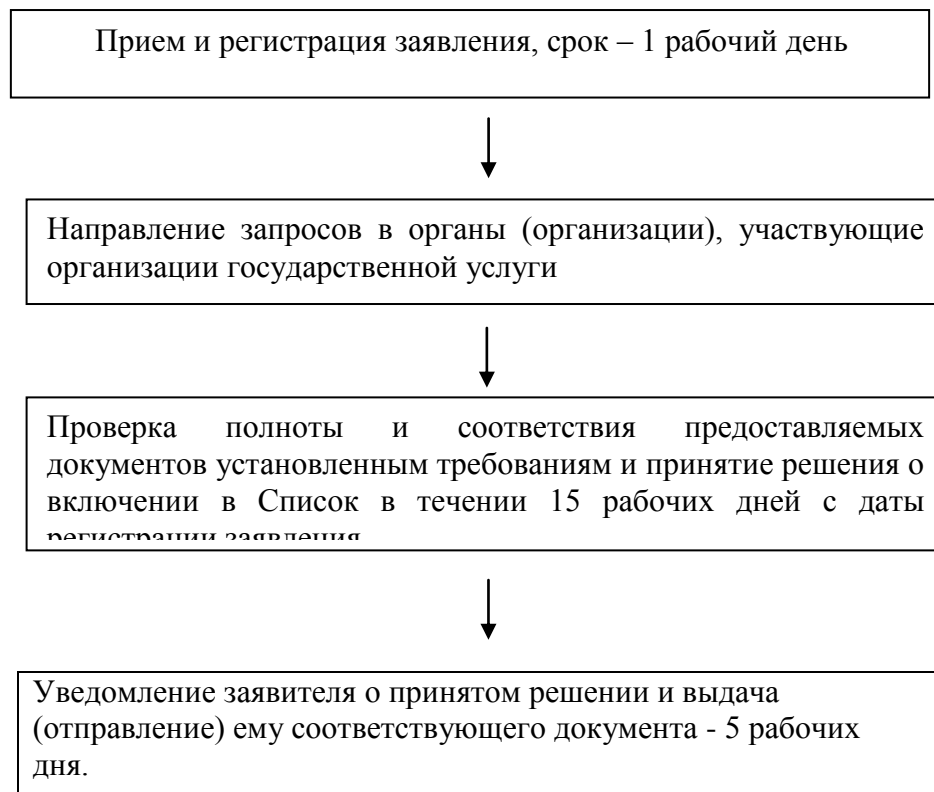 Прием и регистрация заявления, срок – 1 рабочий день
Направление запросов в органы (организации), участвующие
организации государственной услуги
Проверка полноты и соответствия предоставляемых
документов установленным требованиям и принятие решения о
включении в Список в течении 15 рабочих дней с даты
регистрации заявления
Уведомление заявителя о принятом решении и выдача
(отправление) ему соответствующего документа - 5 рабочих
дня.